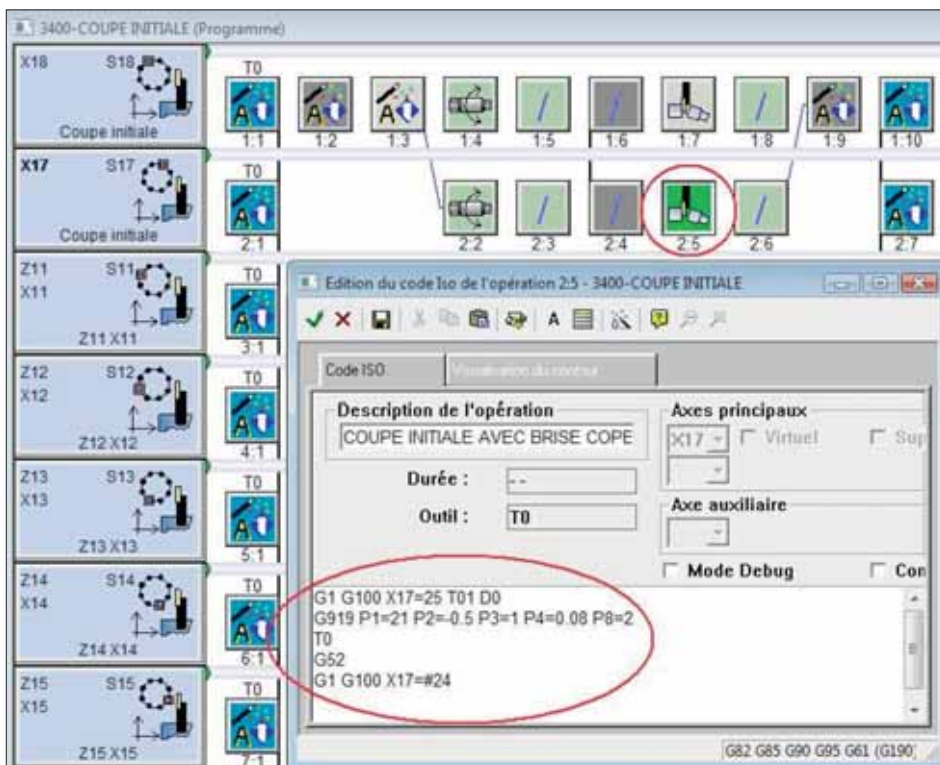 3400-COUPE INITIALE (Programme)
X18 S18
Coupe initiale
T0
1:1 1:2 1:3 1:4 1:5 1:6 1:7 1:8 1:9 1:10
X17 S17
Coupe initiale
T0
2:1 2:2 2:3 2:4 2:5 2:6 2:7
Z11 S11
X11
Z11 X11
T0
3:1
Z12 S12
X12
Z12 X12
T0
4:1
Z13 S13
X13
Z13 X13
T0
5:1
Z14 S14
X14
Z14 X14
T0
6:1
Z15 S15
X15
Z15 X15
T0
7:1
Edition du code Iso de l'opération 2:5 - 3400-COUPE INITIALE
Code ISO
Visualisation du contour
Description de l'opération
COUPE INITIALE AVEC BRISE COPE
Durée : --
Outil : T0
Axes principaux
X17 Virtuel Sup
Axe auxiliaire
Mode Debug Con
G1 G100 X17=25 T01 D0
G919 P1=21 P2=-0.5 P3=1 P4=0.08 P8=2
T0
G52
G1 G100 X17=#24
G82 G85 G90 G95 G61 (G190)